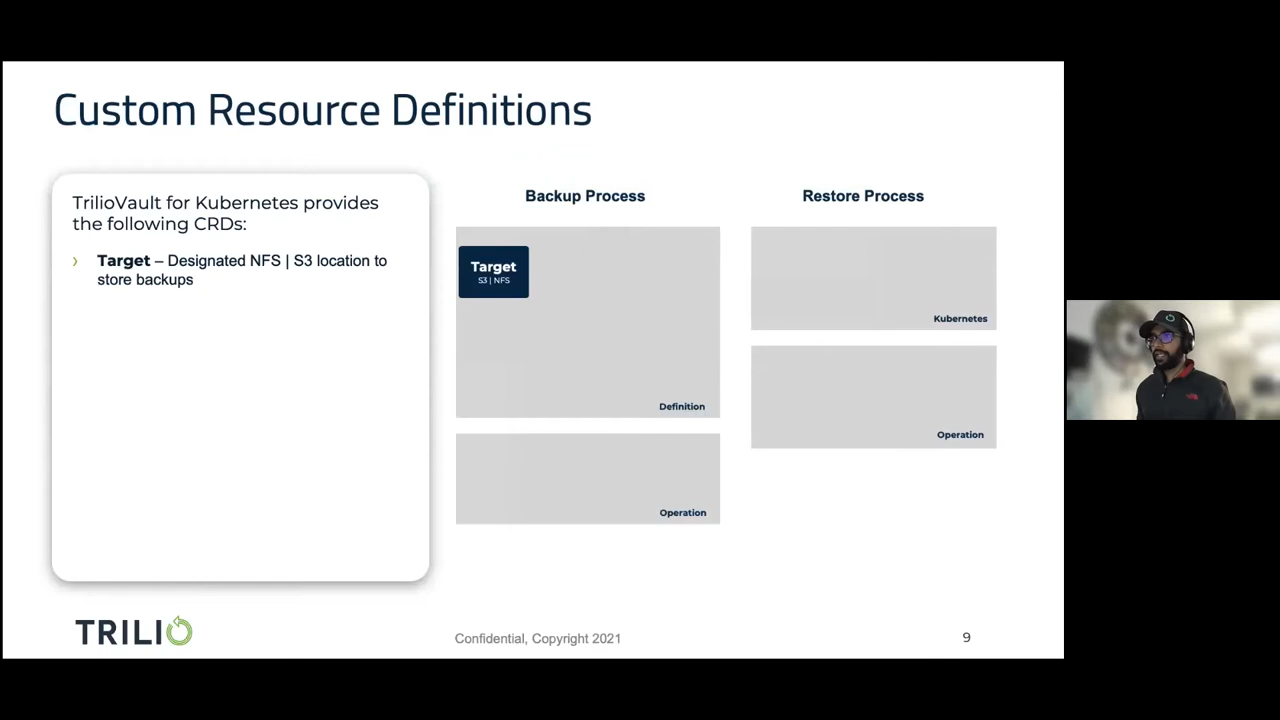 Custom Resource Definitions
TrilioVault for Kubernetes provides
the following CRDs:
› Target – Designated NFS | S3 location to
store backups
Backup Process
Target
S3 | NFS
Definition
Operation
Restore Process
Kubernetes
Operation
TRILIO
Confidential, Copyright 2021
9